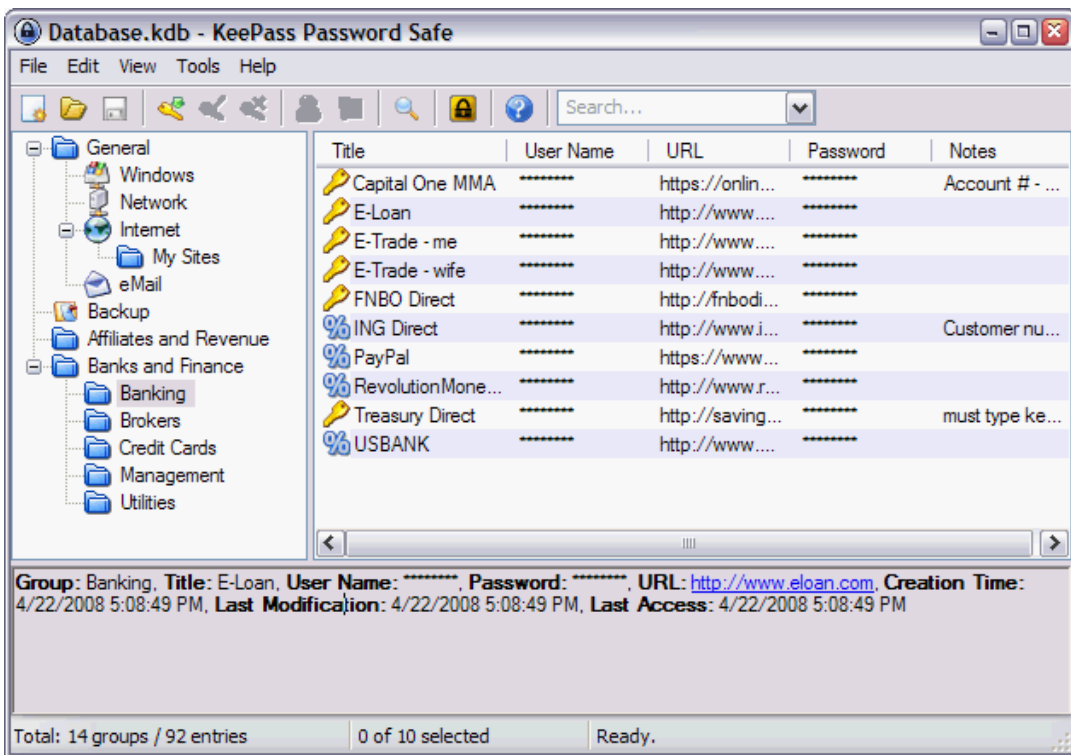 Database.kdb - KeePass Password Safe
File Edit View Tools Help
Search...
General
Windows
Network
Internet
My Sites
eMail
Backup
Affiliates and Revenue
Banks and Finance
Banking
Brokers
Credit Cards
Management
Utilities
Title User Name URL Password Notes
Capital One MMA ******** https://onlin... ******** Account # - ...
E-Loan ******** http://www.... ********
E-Trade - me ******** http://www.... ********
E-Trade - wife ******** http://www.... ********
FNBO Direct ******** http://fnbodi... ********
ING Direct ******** http://www.i... ******** Customer nu...
PayPal ******** https://www... ********
RevolutionMone... ******** http://www.r... ********
Treasury Direct ******** http://saving... ******** must type ke...
USBANK ******** http://www.... ********
Group: Banking, Title: E-Loan, User Name: ********, Password: ********, URL: http://www.eloan.com, Creation Time:
4/22/2008 5:08:49 PM, Last Modification: 4/22/2008 5:08:49 PM, Last Access: 4/22/2008 5:08:49 PM
Total: 14 groups / 92 entries 0 of 10 selected Ready.